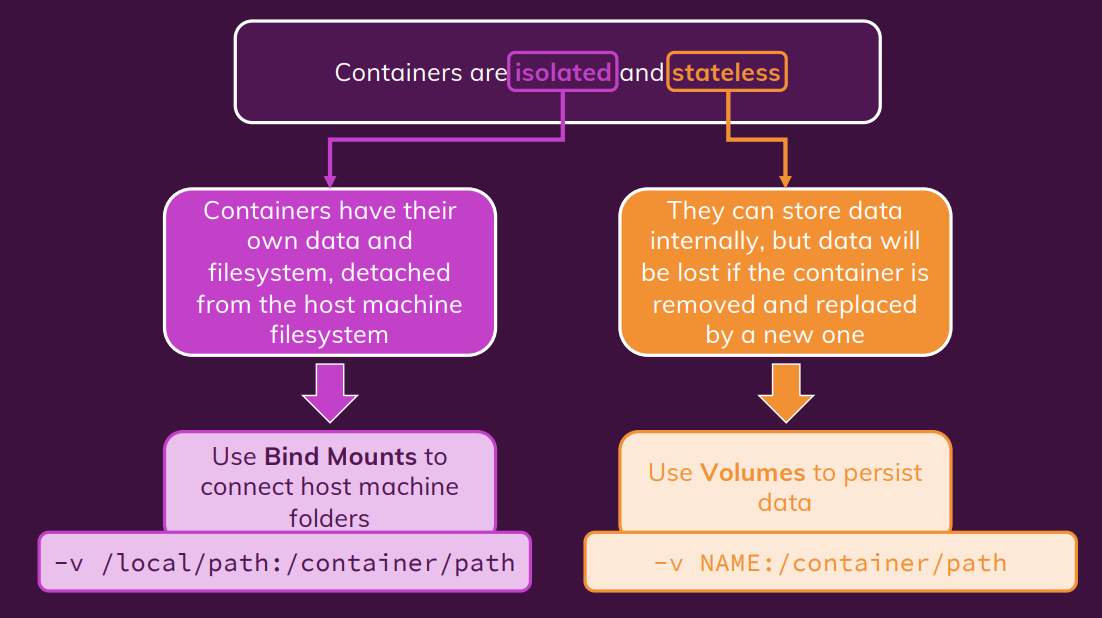 Containers are isolated and stateless
Containers have their
own data and
filesystem, detached
from the host machine
filesystem
They can store data
internally, but data will
be lost if the container is
removed and replaced
by a new one
Use Bind Mounts to
connect host machine
folders
-v /local/path:/container/path
Use Volumes to persist
data
-v NAME:/container/path